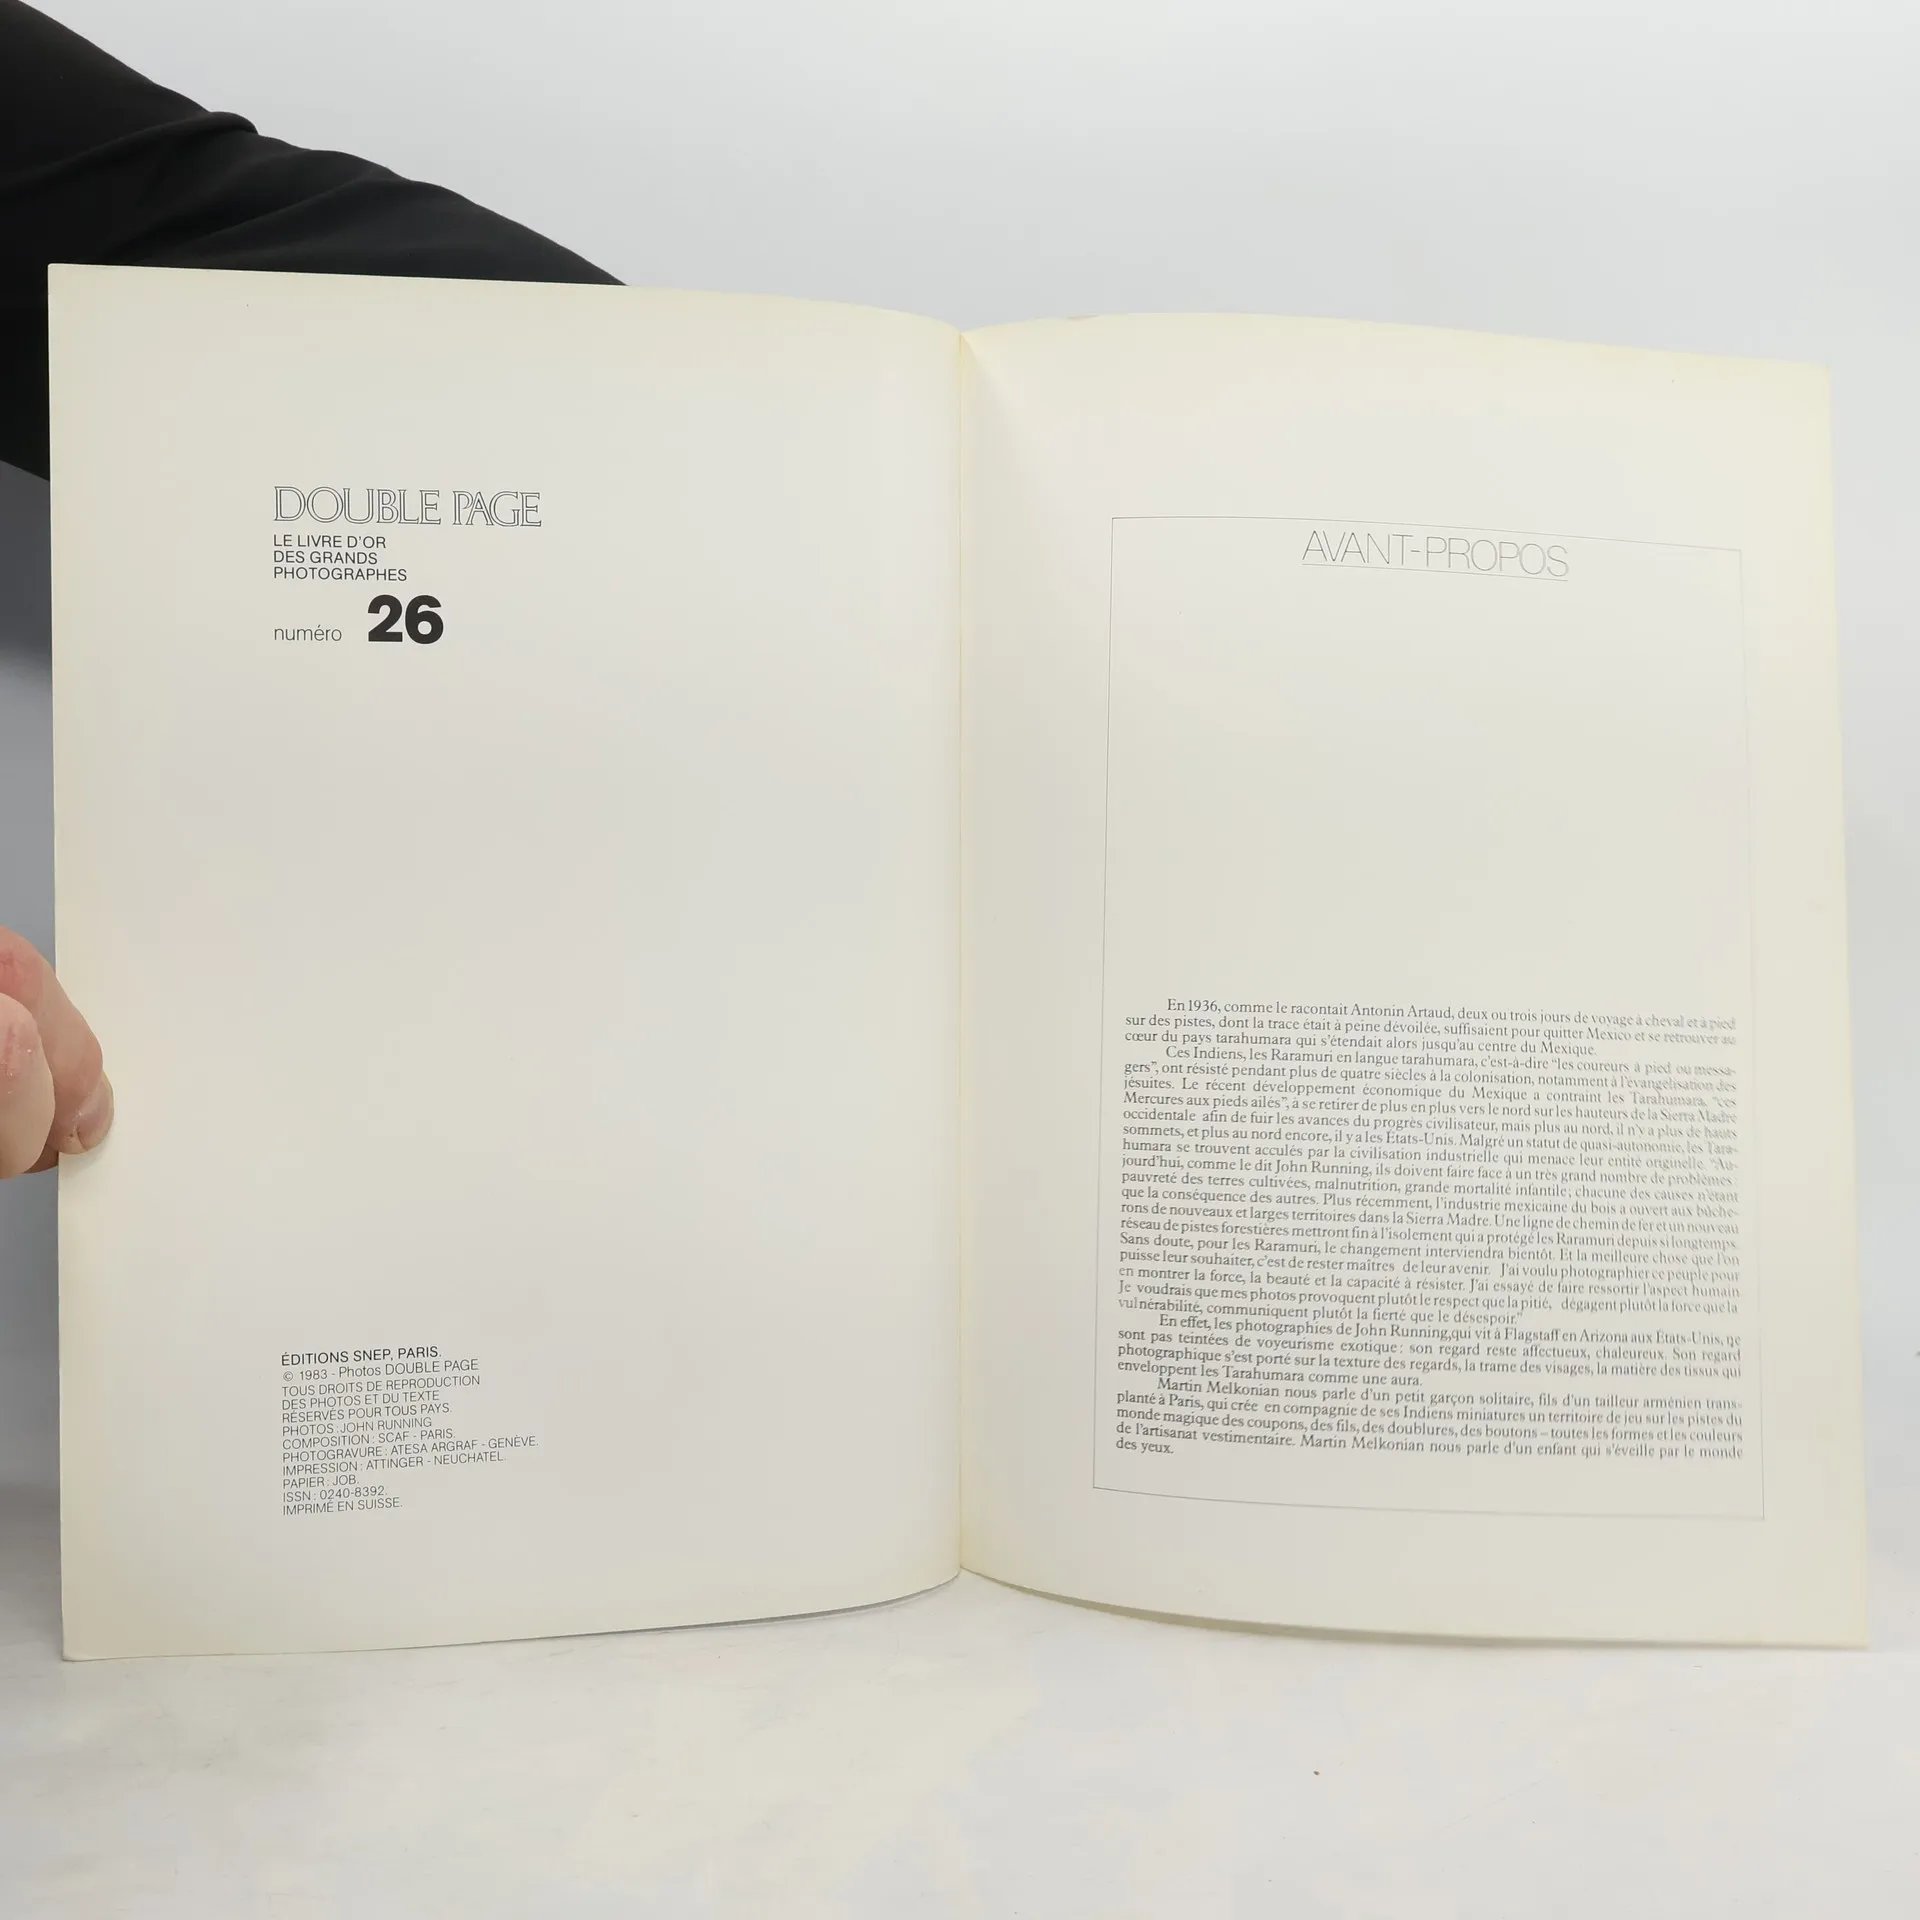 DOUBLE PAGE
LE LIVRE D'OR
DES GRANDS
PHOTOGRAPHES
numéro 26
ÉDITIONS SNEP, PARIS.
© 1983 - Photos DOUBLE PAGE
TOUS DROITS DE REPRODUCTION
DES PHOTOS ET DU TEXTE
RÉSERVÉS POUR TOUS PAYS.
PHOTOS : JOHN RUNNING
COMPOSITION : SCAF - PARIS.
PHOTOGRAVURE : ATESA ARGRAF - GENÈVE.
IMPRESSION : ATTINGER - NEUCHATEL.
PAPIER : JOB.
ISSN : 0240-8392.
IMPRIMÉ EN SUISSE.
AVANT-PROPOS
En 1936, comme le racontait Antonin Artaud, deux ou trois jours de voyage à cheval et à pied
sur des pistes, dont la trace était à peine dévoilée, suffisaient pour quitter Mexico et se retrouver au
cœur du pays tarahumara qui s'étendait alors jusqu'au centre du Mexique.
Ces Indiens, les Raramuri en langue tarahumara, c'est-à-dire "les coureurs à pied ou messa-
gers", ont résisté pendant plus de quatre siècles à la colonisation, notamment à l'évangélisation des
jésuites. Le récent développement économique du Mexique a contraint les Tarahumara, "ces
Mercures aux pieds ailés", à se retirer de plus en plus vers le nord sur les hauteurs de la Sierra Madre
occidentale afin de fuir les avances du progrès civilisateur, mais plus au nord, il n'y a plus de hauts
sommets, et plus au nord encore, il y a les États-Unis. Malgré un statut de quasi-autonomie, les Tara-
humara se trouvent acculés par la civilisation industrielle qui menace leur entité originelle. "Au-
jourd'hui, comme le dit John Running, ils doivent faire face à un très grand nombre de problèmes :
pauvreté des terres cultivées, malnutrition, grande mortalité infantile ; chacune des causes n'étant
que la conséquence des autres. Plus récemment, l'industrie mexicaine du bois a ouvert aux bûche-
rons de nouveaux et larges territoires dans la Sierra Madre. Une ligne de chemin de fer et un nouveau
réseau de pistes forestières mettront fin à l'isolement qui a protégé les Raramuri depuis si longtemps.
Sans doute, pour les Raramuri, le changement interviendra bientôt. Et la meilleure chose que l'on
puisse leur souhaiter, c'est de rester maîtres de leur avenir. J'ai voulu photographier ce peuple pour
en montrer la force, la beauté et la capacité à résister. J'ai essayé de faire ressortir l'aspect humain
Je voudrais que mes photos provoquent plutôt le respect que la pitié, dégagent plutôt la force que la
vulnérabilité, communiquent plutôt la fierté que le désespoir."
En effet, les photographies de John Running, qui vit à Flagstaff en Arizona aux États-Unis, ne
sont pas teintées de voyeurisme exotique : son regard reste affectueux, chaleureux. Son regard
photographique s'est porté sur la texture des regards, la trame des visages, la matière des tissus qui
enveloppent les Tarahumara comme une aura.
Martin Melkonian nous parle d'un petit garçon solitaire, fils d'un tailleur arménien trans-
planté à Paris, qui crée en compagnie de ses Indiens miniatures un territoire de jeu sur les pistes du
monde magique des coupons, des fils, des doublures, des boutons – toutes les formes et les couleurs
de l'artisanat vestimentaire. Martin Melkonian nous parle d'un enfant qui s'éveille par le monde
des yeux.